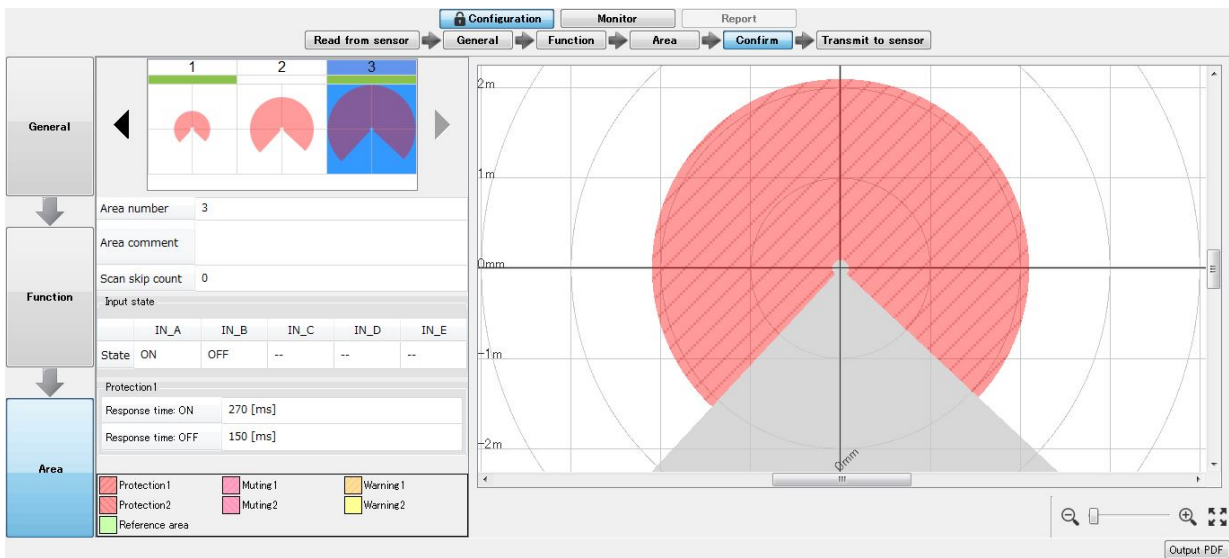 Configuration Monitor Report
Read from sensor General Function Area Confirm Transmit to sensor
General
Function
Area
1 2 3
Area number 3
Area comment
Scan skip count 0
Input state
IN_A IN_B IN_C IN_D IN_E
State ON OFF -- -- --
Protection1
Response time: ON 270 [ms]
Response time: OFF 150 [ms]
Protection1 Muting1 Warning1
Protection2 Muting2 Warning2
Reference area
2m
1m
0mm
-1m
-2m
0mm
Output PDF